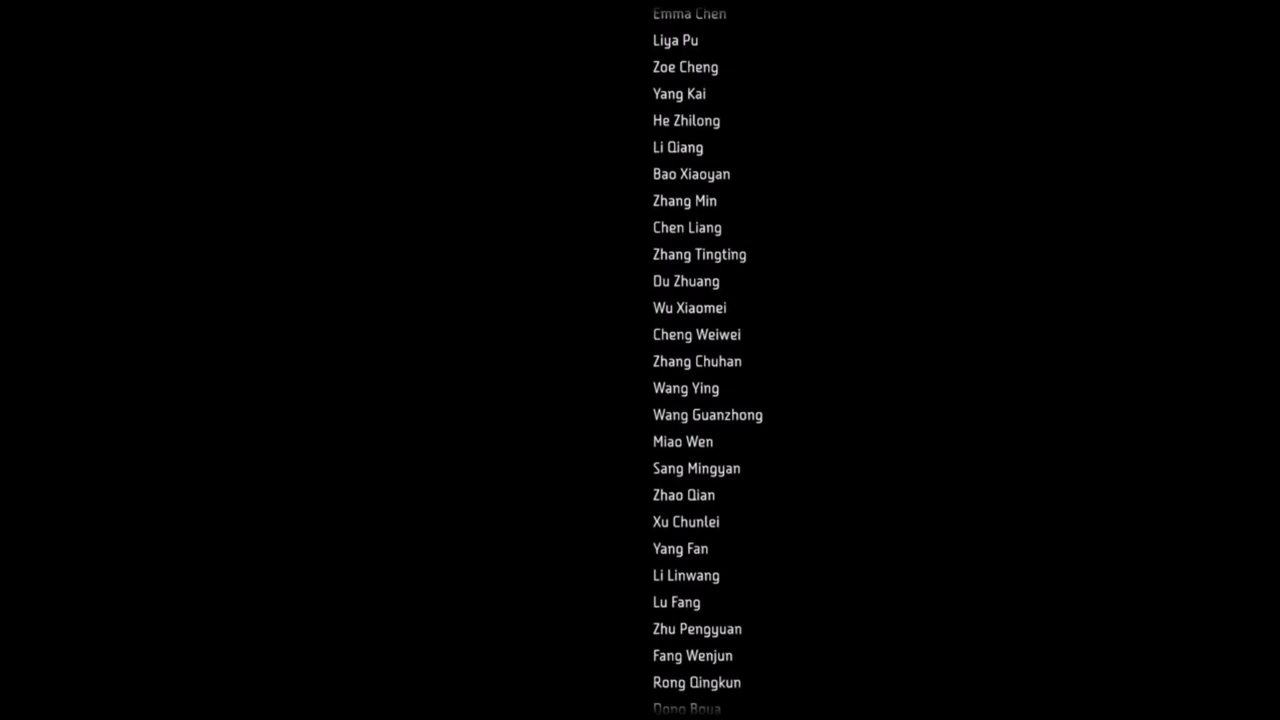 Emma Chen
Liya Pu
Zoe Cheng
Yang Kai
He Zhilong
Li Qiang
Bao Xiaoyan
Zhang Min
Chen Liang
Zhang Tingting
Du Zhuang
Wu Xiaomei
Cheng Weiwei
Zhang Chuhan
Wang Ying
Wang Guanzhong
Miao Wen
Sang Mingyan
Zhao Qian
Xu Chunlei
Yang Fan
Li Linwang
Lu Fang
Zhu Pengyuan
Fang Wenjun
Rong Qingkun
Dong